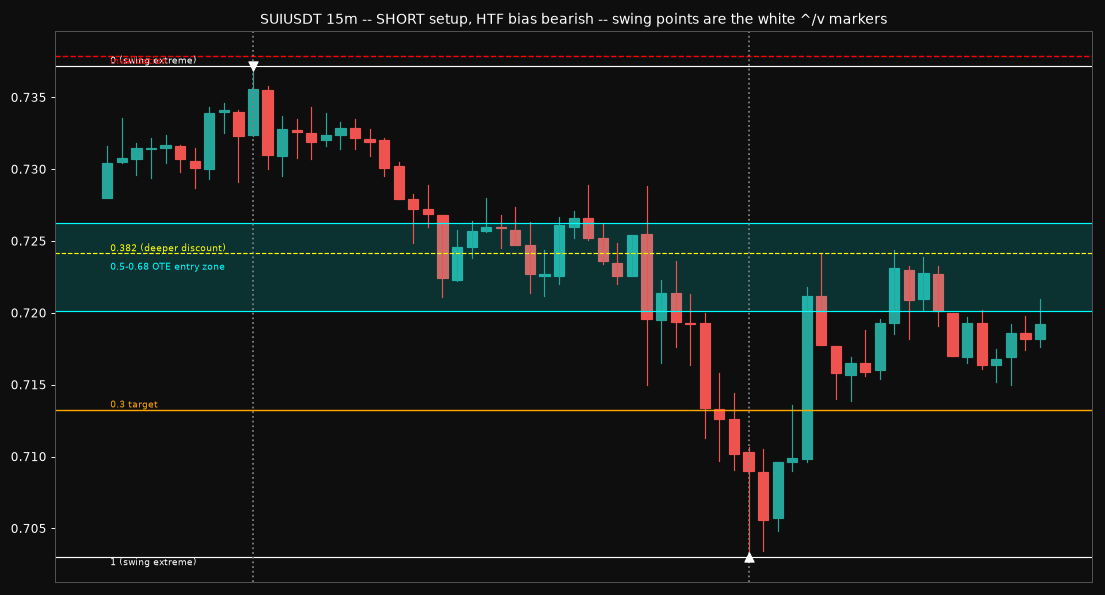 SUIUSDT 15m -- SHORT setup, HTF bias bearish -- swing points are the white ^/v markers
0 (swing extreme)
0.735
0.730
0.725
0.382 (deeper discount)
0.5-0.68 OTE entry zone
0.720
0.715
0.3 target
0.710
0.705
1 (swing extreme)